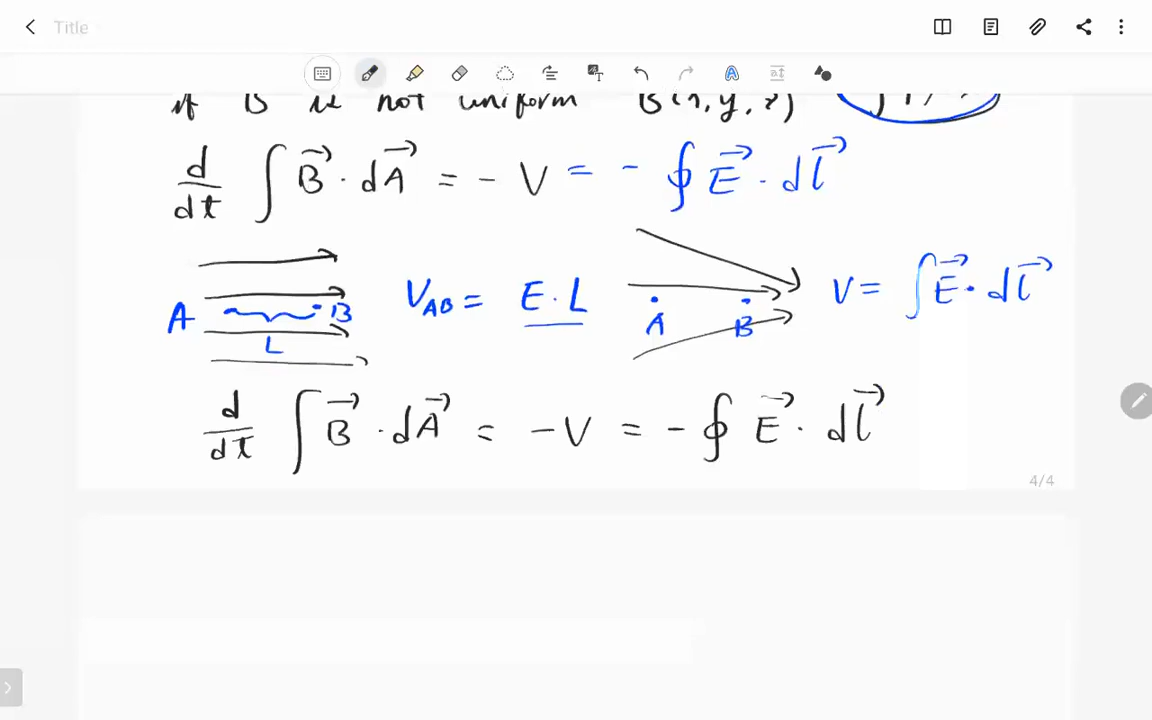 Title
if B is not uniform B(x,y,z)
d/dt ∫ B⃗ · dA⃗ = - V = - ∮ E⃗ · dl⃗
A B L V_AB = E·L A B V = ∫ E⃗ · dl⃗
d/dt ∫ B⃗ · dA⃗ = - V = - ∮ E⃗ · dl⃗
4/4